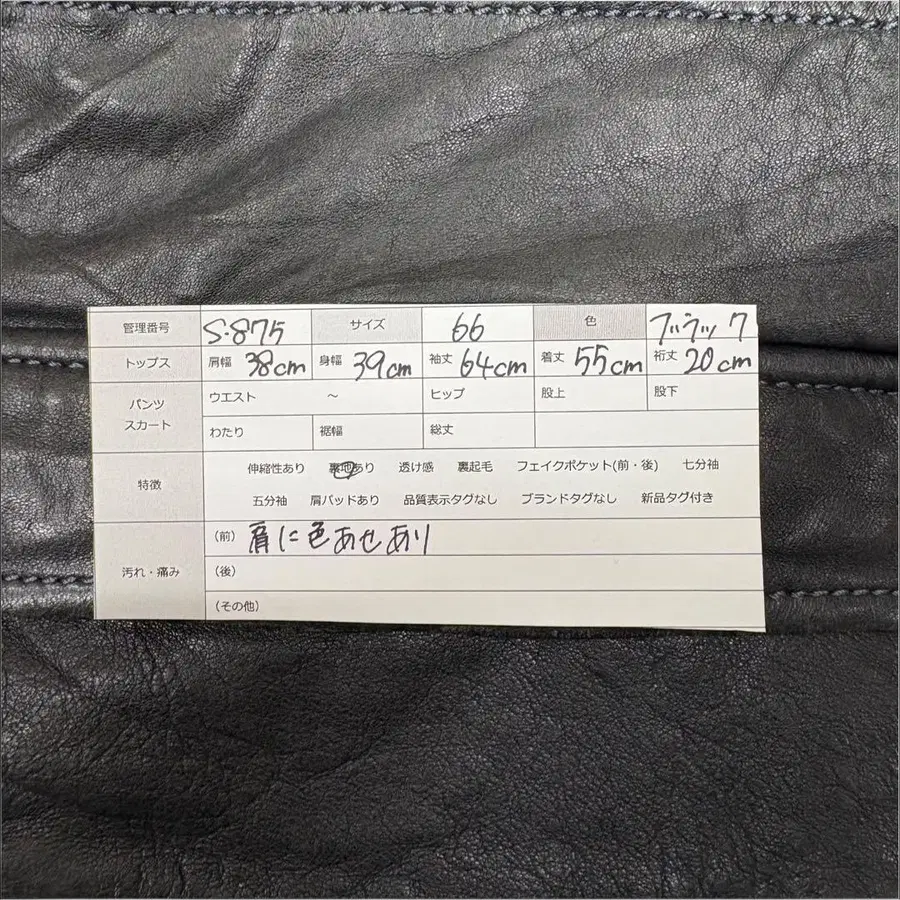 管理番号 S-875 サイズ 66 色 ブラック
トップス 肩幅 38cm 身幅 39cm 袖丈 64cm 着丈 55cm 裄丈 20cm
パンツ スカート ウエスト ～ ヒップ 股上 股下
わたり 裾幅 総丈
特徴 伸縮性あり 裏地あり 透け感 裏起毛 フェイクポケット(前・後) 七分袖
五分袖 肩パッドあり 品質表示タグなし ブランドタグなし 新品タグ付き
汚れ・痛み (前) 肩に色あせあり
(後)
(その他)